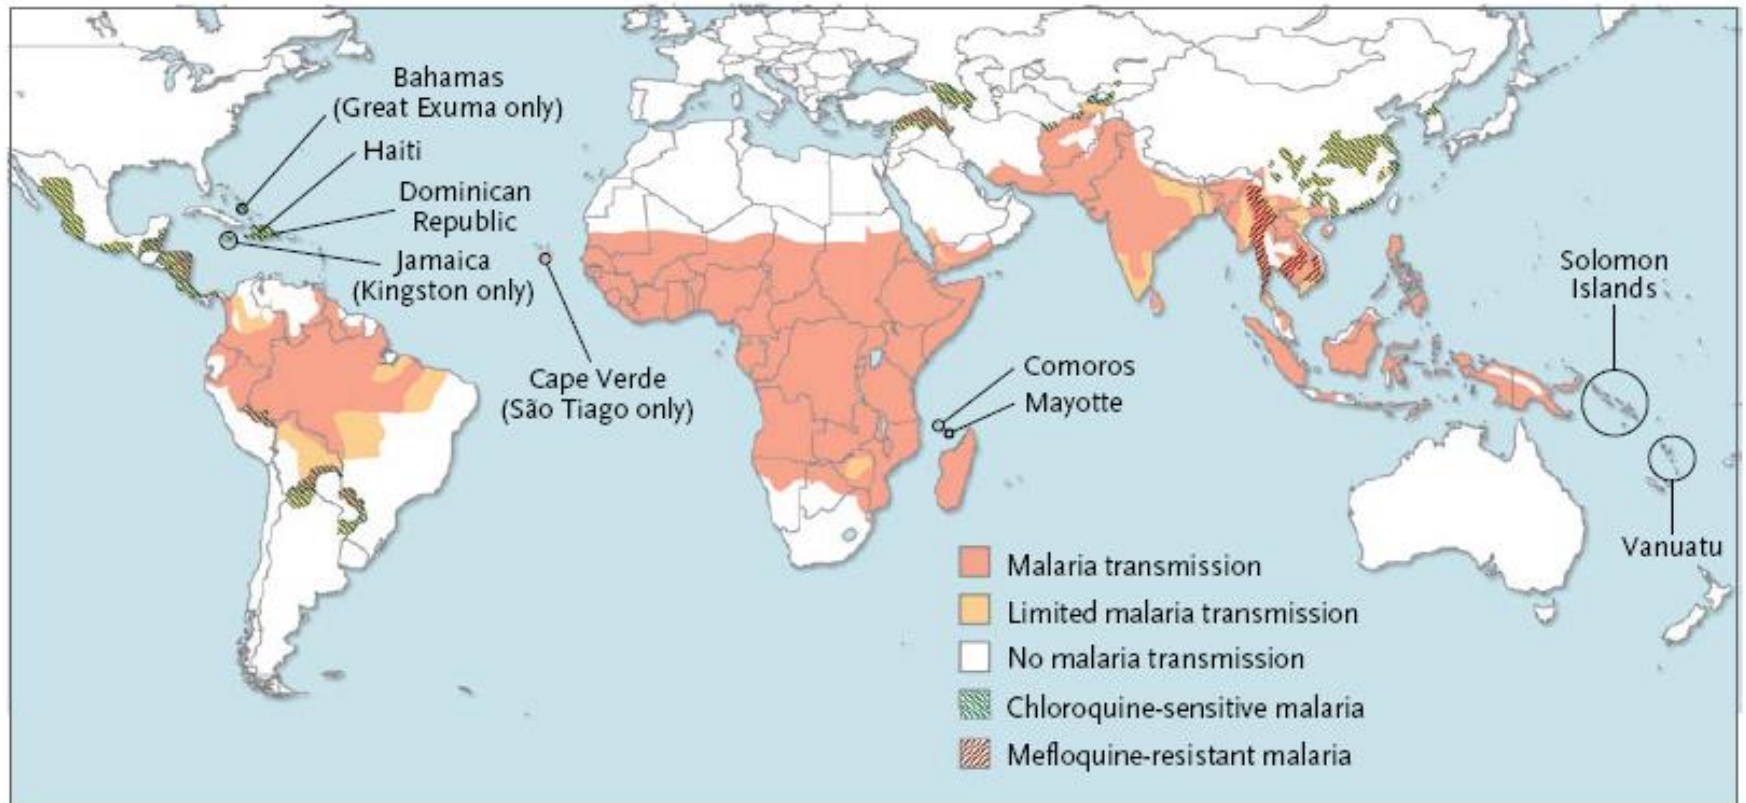 Bahamas
(Great Exuma only)
Haiti
Dominican
Republic
Jamaica
(Kingston only)
Cape Verde
(São Tiago only)
Comoros
Mayotte
Solomon
Islands
Vanuatu
Malaria transmission
Limited malaria transmission
No malaria transmission
Chloroquine-sensitive malaria
Mefloquine-resistant malaria